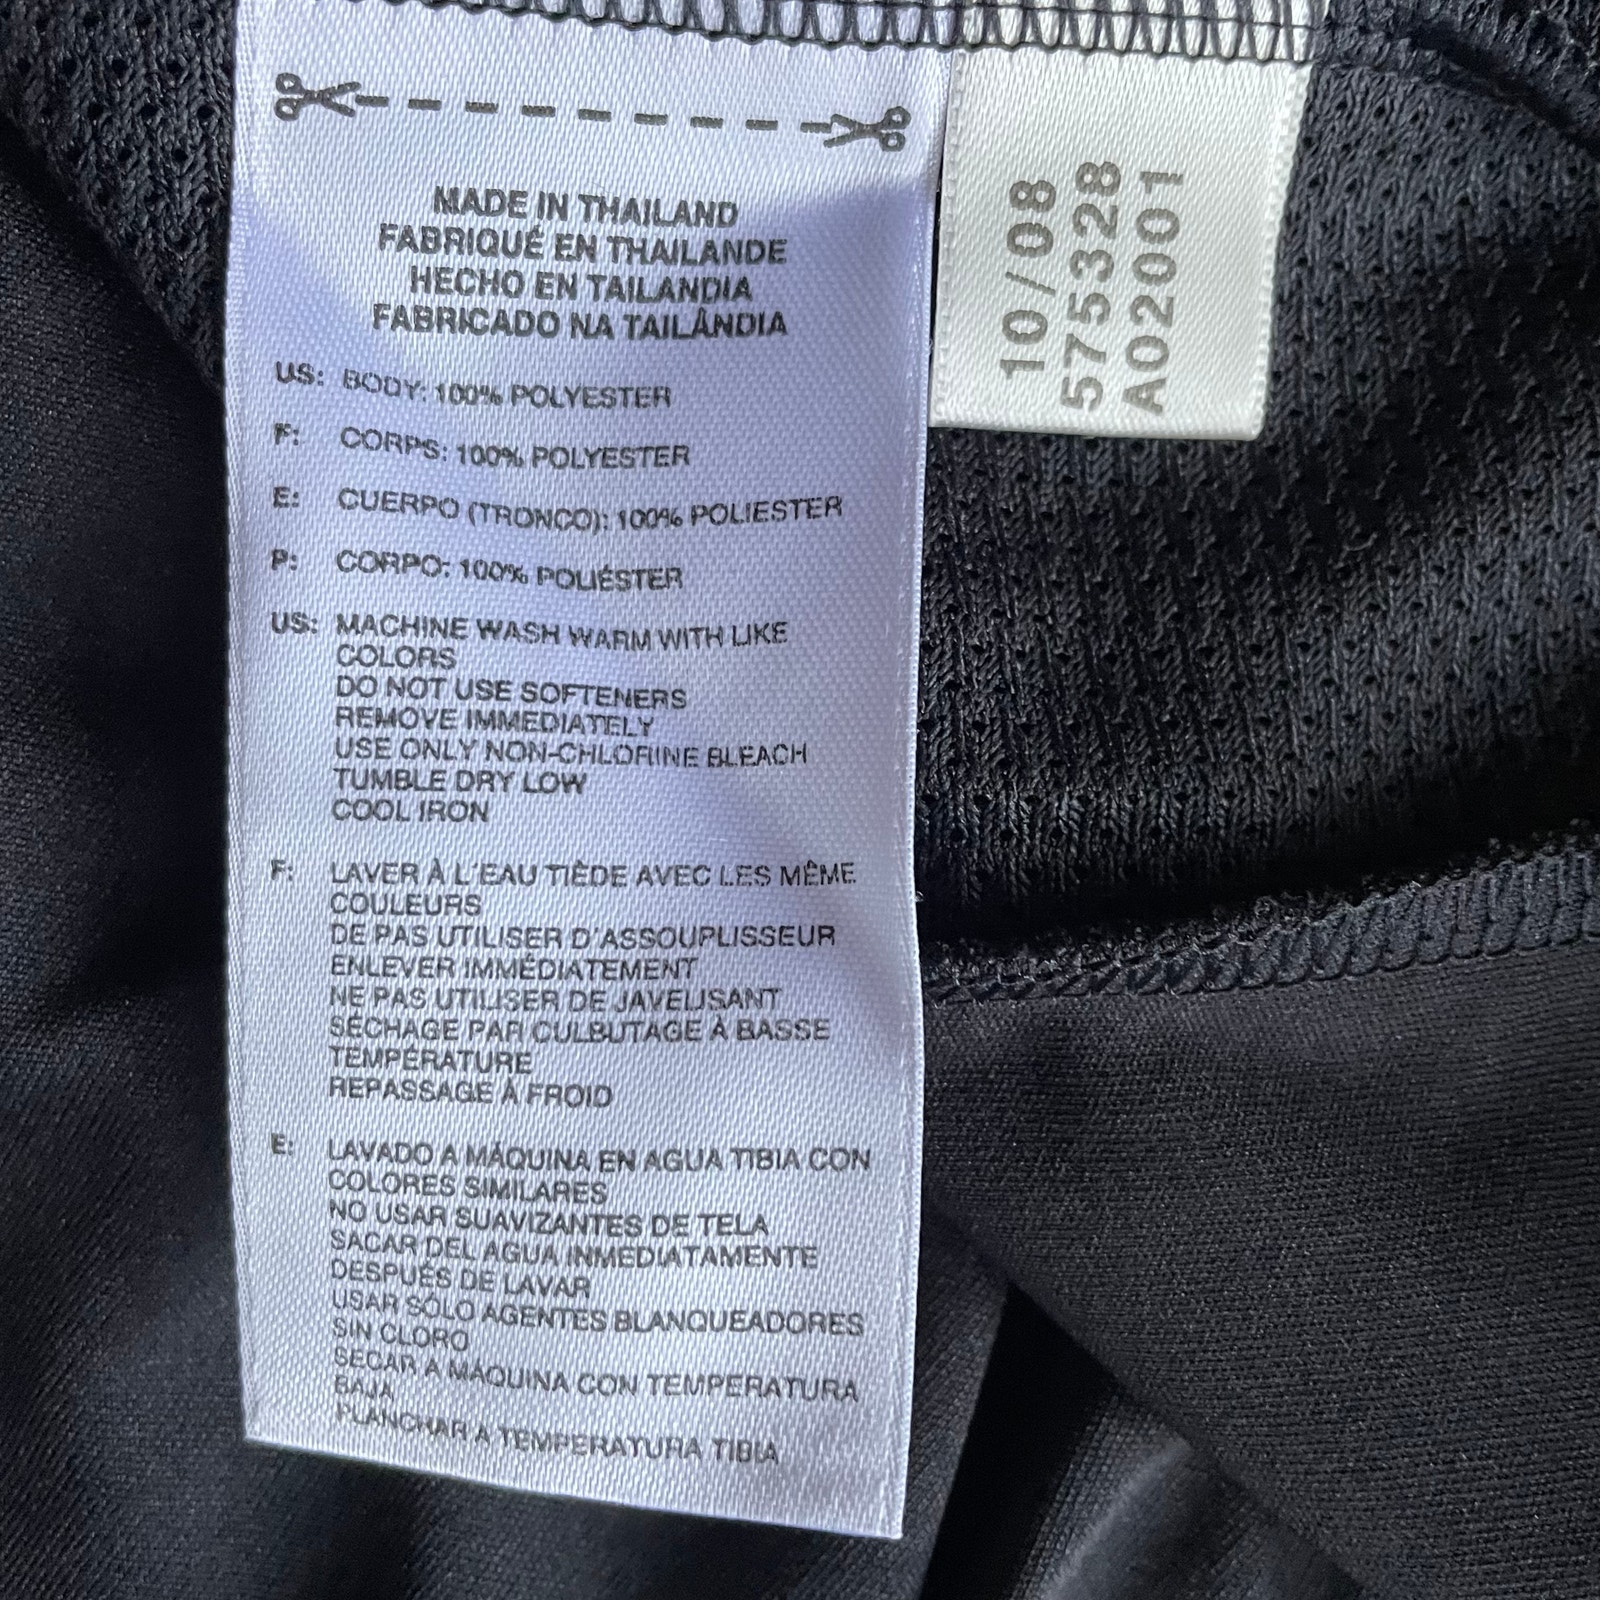 MADE IN THAILAND
FABRIQUÉ EN THAILANDE
HECHO EN TAILANDIA
FABRICADO NA TAILÂNDIA
US: BODY: 100% POLYESTER
F: CORPS: 100% POLYESTER
E: CUERPO (TRONCO): 100% POLIESTER
P: CORPO: 100% POLIÉSTER
US: MACHINE WASH WARM WITH LIKE
COLORS
DO NOT USE SOFTENERS
REMOVE IMMEDIATELY
USE ONLY NON-CHLORINE BLEACH
TUMBLE DRY LOW
COOL IRON
F: LAVER À L'EAU TIÈDE AVEC LES MÊME
COULEURS
DE PAS UTILISER D'ASSOUPLISSEUR
ENLEVER IMMÉDIATEMENT
NE PAS UTILISER DE JAVELISANT
SÉCHAGE PAR CULBUTAGE À BASSE
TEMPÉRATURE
REPASSAGE À FROID
E: LAVADO A MÁQUINA EN AGUA TIBIA CON
COLORES SIMILARES
NO USAR SUAVIZANTES DE TELA
SACAR DEL AGUA INMEDIATAMENTE
DESPUÉS DE LAVAR
USAR SÓLO AGENTES BLANQUEADORES
SIN CLORO
SECAR A MÁQUINA CON TEMPERATURA
BAJA
PLANCHAR A TEMPERATURA TIBIA
10/08
575328
A02001